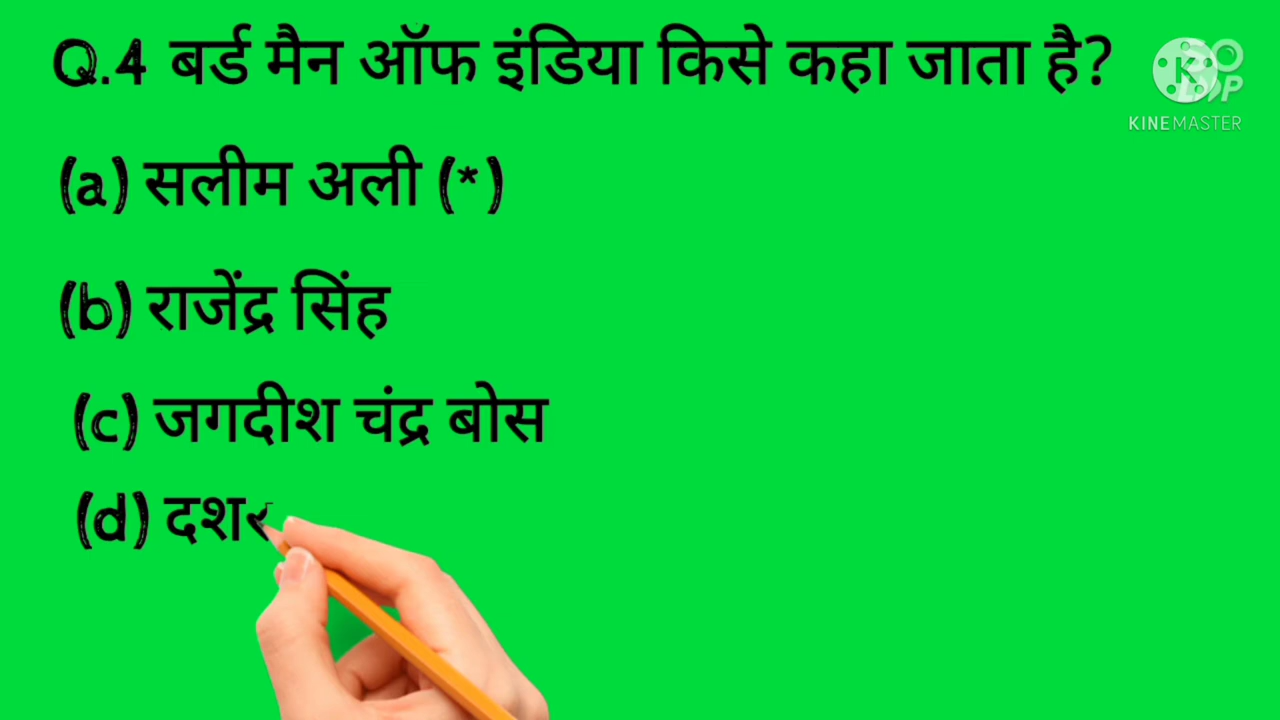 Q.4 बर्ड मैन ऑफ इंडिया किसे कहा जाता है?
KINEMASTER
(a) सलीम अली (*)
(b) राजेंद्र सिंह
(c) जगदीश चंद्र बोस
(d)